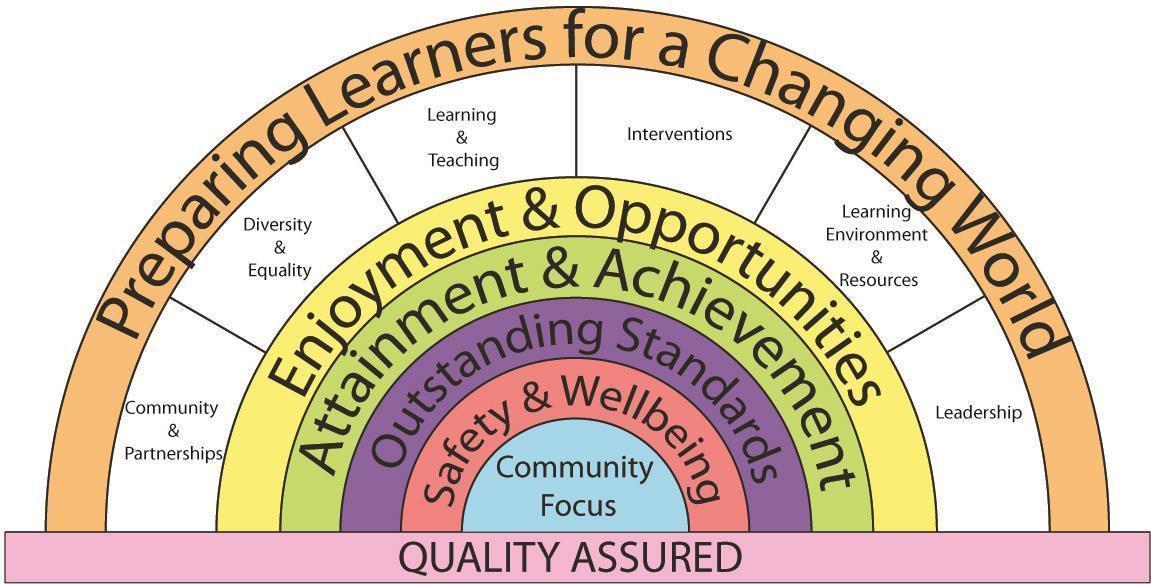 Preparing Learners for a Changing World
Community
&
Partnerships
Diversity
&
Equality
Learning
&
Teaching
Interventions
Learning
Environment
&
Resources
Leadership
Enjoyment & Opportunities
Attainment & Achievement
Outstanding Standards
Safety & Wellbeing
Community
Focus
QUALITY ASSURED